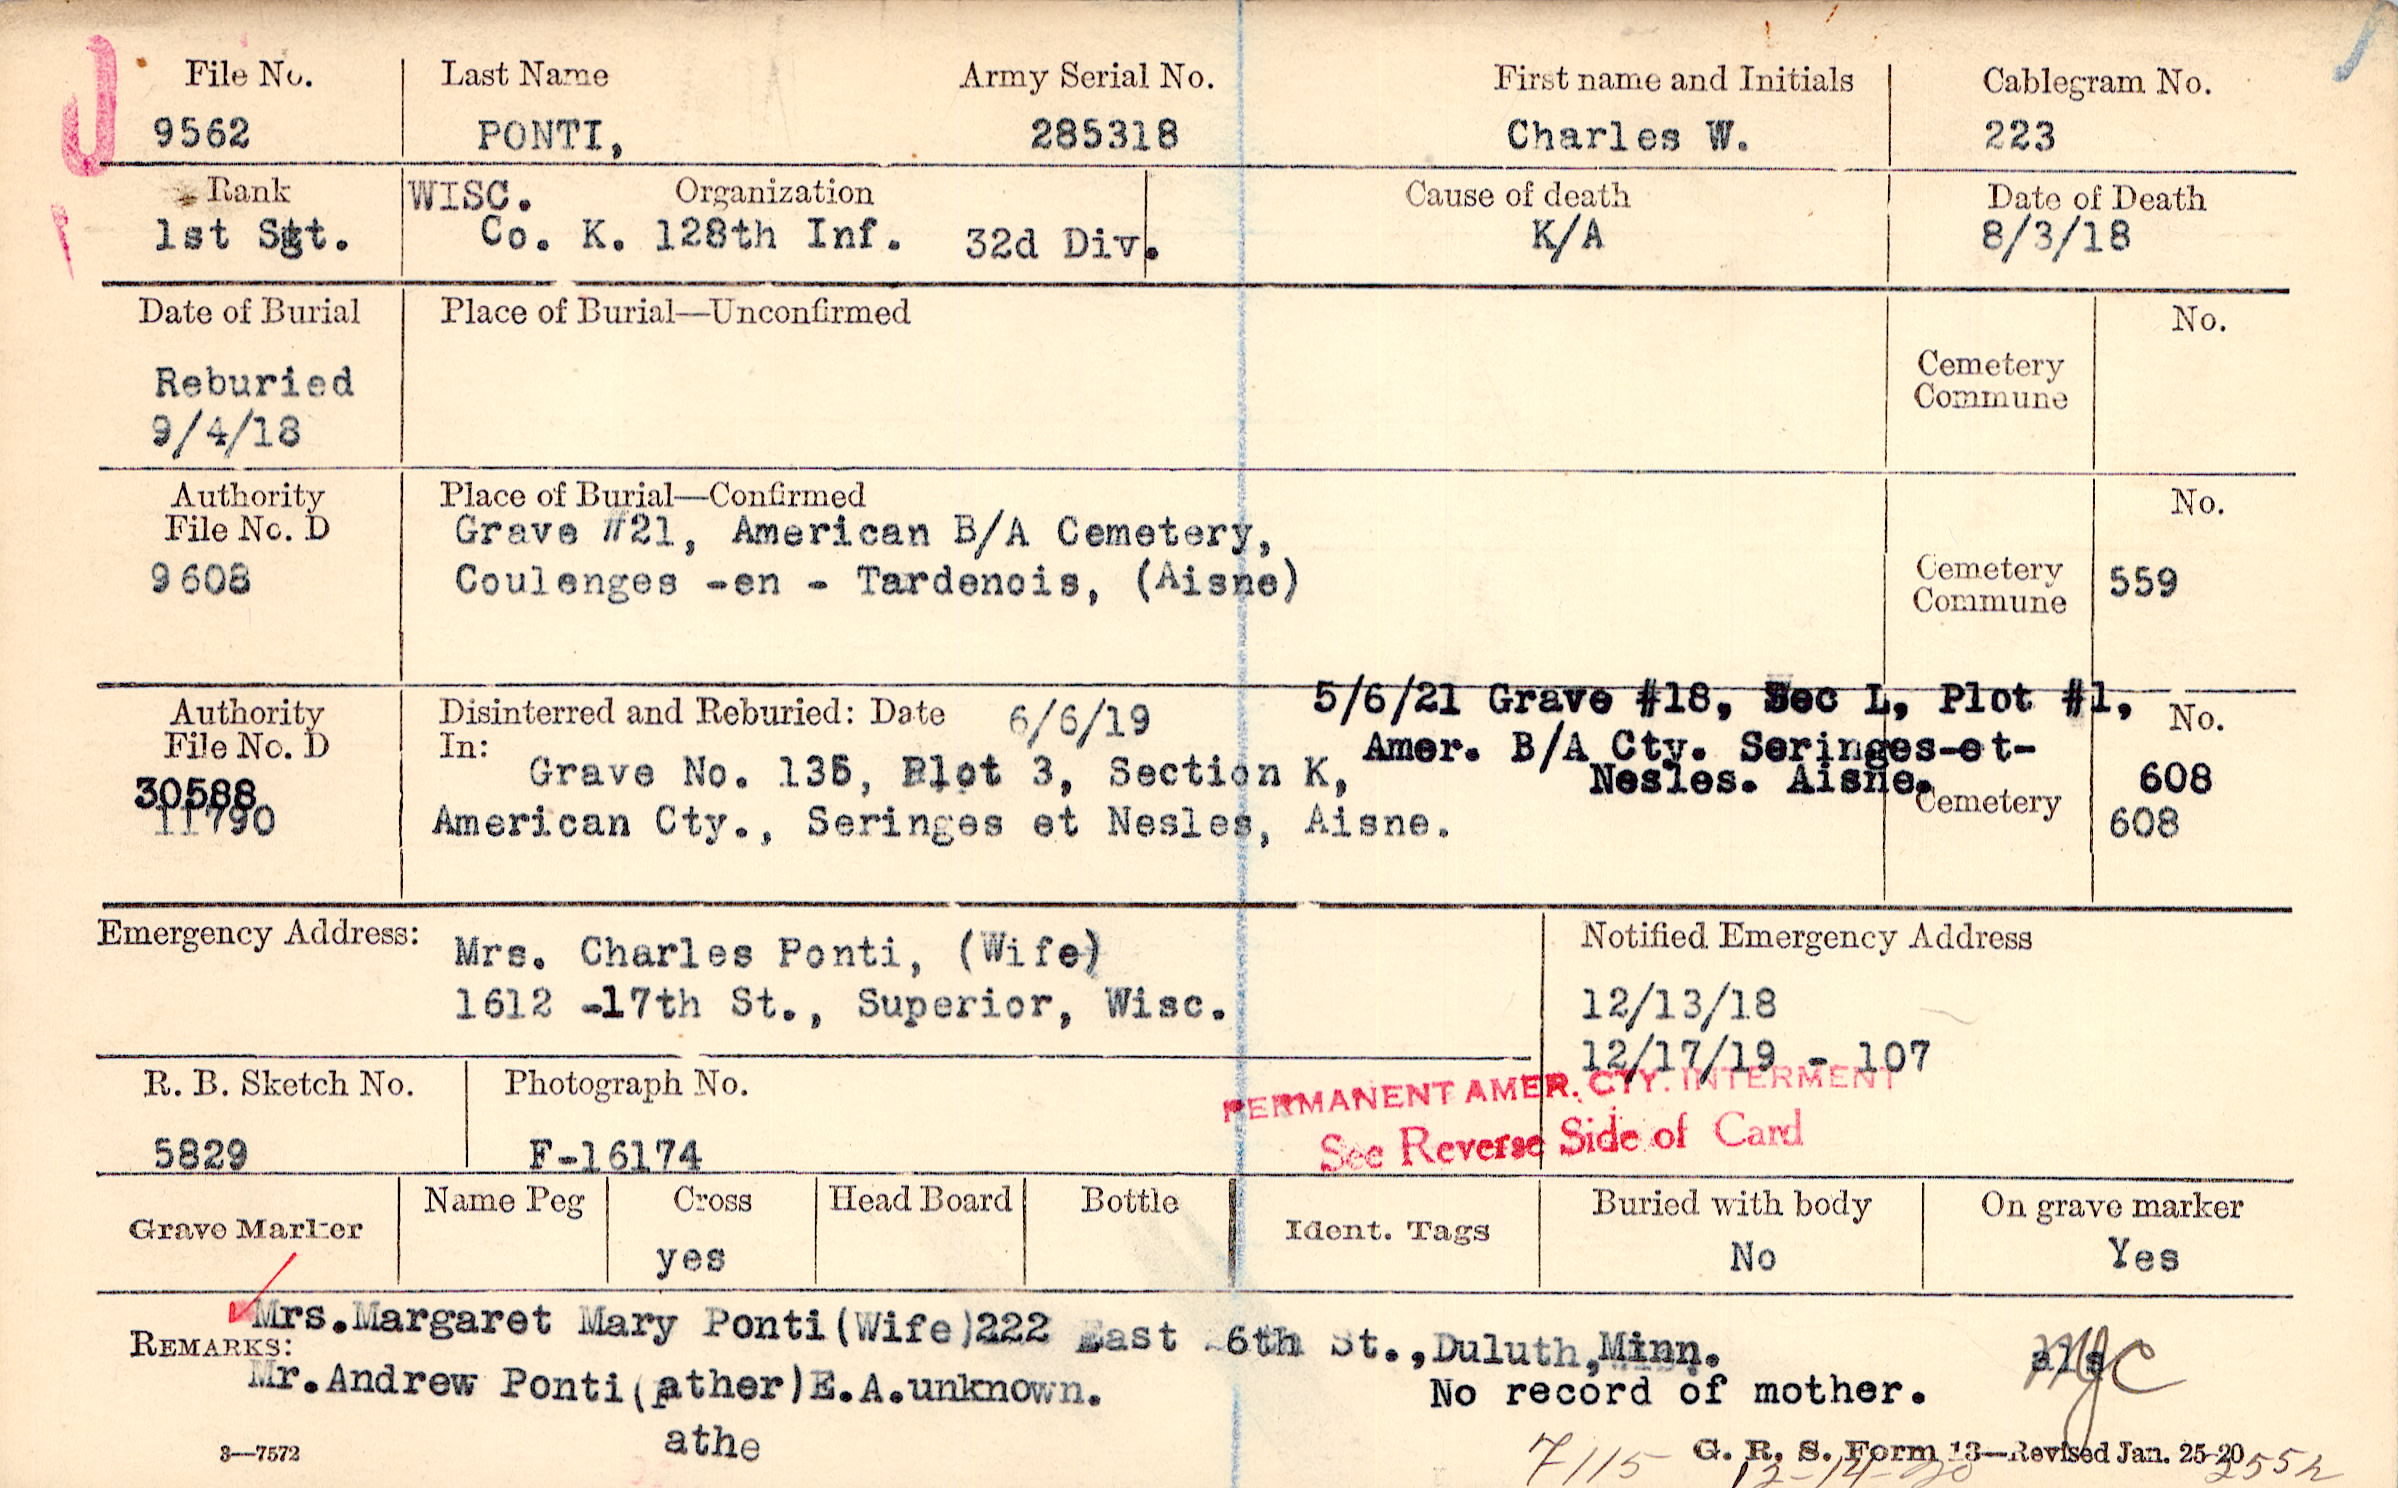 File No. Last Name Army Serial No. First name and Initials Cablegram No.
9562 PONTI, 285318 Charles W. 223
Rank WISC. Organization Cause of death Date of Death
1st Sgt. Co. K. 128th Inf. 32d Div. K/A 8/3/18
Date of Burial Place of Burial—Unconfirmed No.
Reburied Cemetery
Commune
9/4/18
Authority Place of Burial—Confirmed No.
File No. D Grave #21, American B/A Cemetery,
9608 Coulenges -en - Tardenois, (Aisne) Cemetery 559
Commune
5/6/21 Grave #18, Sec L, Plot #1,
Authority Disinterred and Reburied: Date 6/6/19 No.
File No. D In: Amer. B/A Cty. Seringes-et-
30588 Grave No. 135, Plot 3, Section K, Nesles. Aisne. 608
11790 American Cty., Seringes et Nesles, Aisne. Cemetery 608
Emergency Address: Mrs. Charles Ponti, (Wife) Notified Emergency Address
1612 -17th St., Superior, Wisc. 12/13/18
12/17/19 - 107
R. B. Sketch No. Photograph No. PERMANENT AMER. CTY. INTERMENT
5829 F-16174 See Reverse Side of Card
Grave Marker Name Peg Cross Head Board Bottle Ident. Tags Buried with body On grave marker
yes No Yes
Mrs.Margaret Mary Ponti(Wife)222 East 6th St.,Duluth,Minn.
REMARKS:
Mr.Andrew Ponti(father)E.A.unknown. No record of mother.
athe
3—7572 7115 G. R. S. Form 13—Revised Jan. 25-20
12-14-20